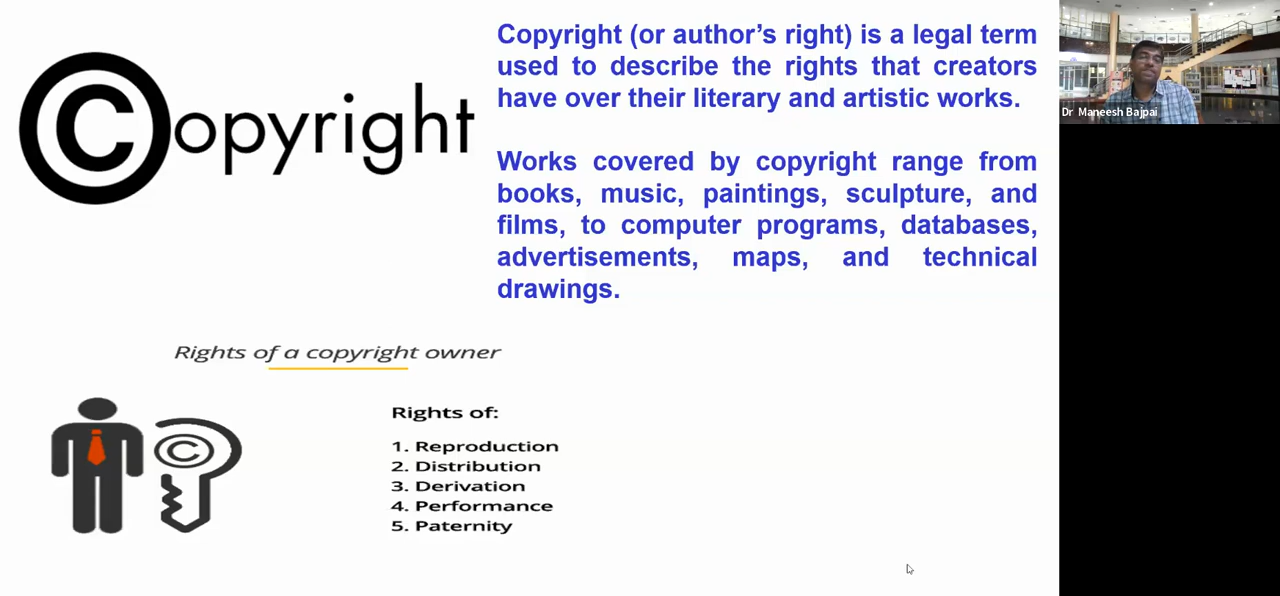 Copyright
Copyright (or author's right) is a legal term
used to describe the rights that creators
have over their literary and artistic works.
Works covered by copyright range from
books, music, paintings, sculpture, and
films, to computer programs, databases,
advertisements, maps, and technical
drawings.
Dr Maneesh Bajpai
Rights of a copyright owner
©
Rights of:
1. Reproduction
2. Distribution
3. Derivation
4. Performance
5. Paternity